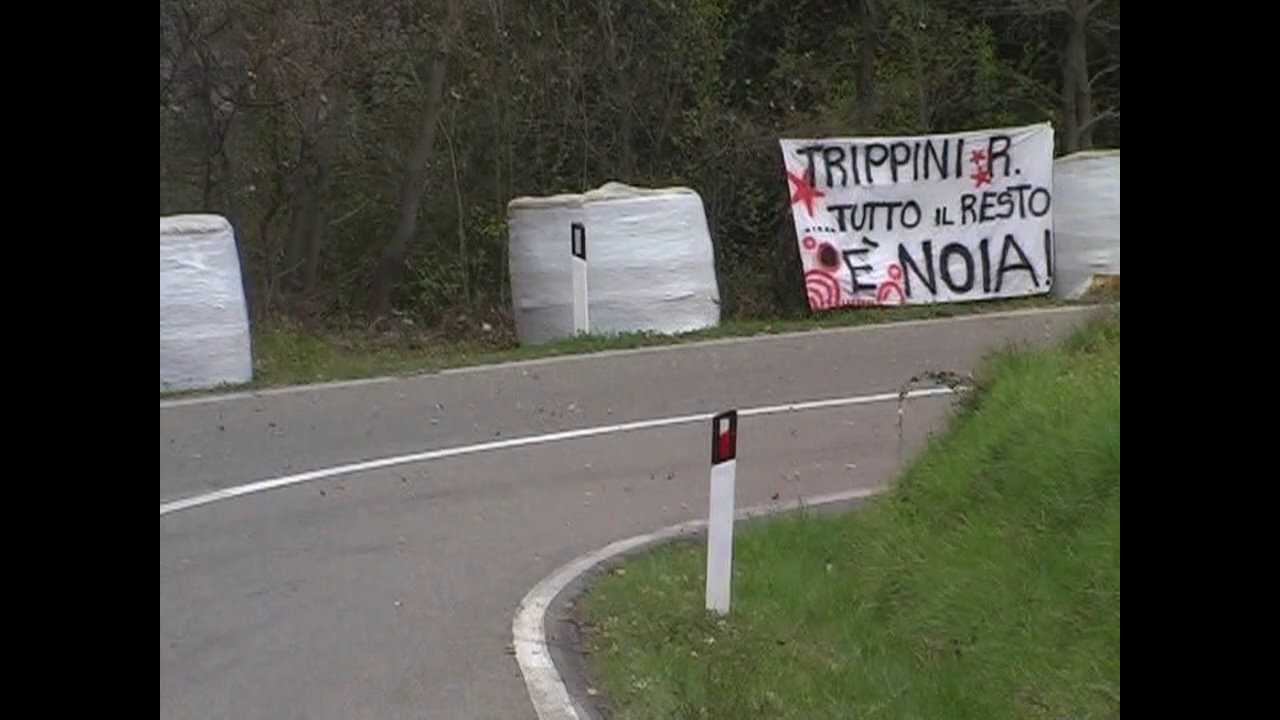 TRIPPINI R.
....TUTTO IL RESTO
È NOIA!